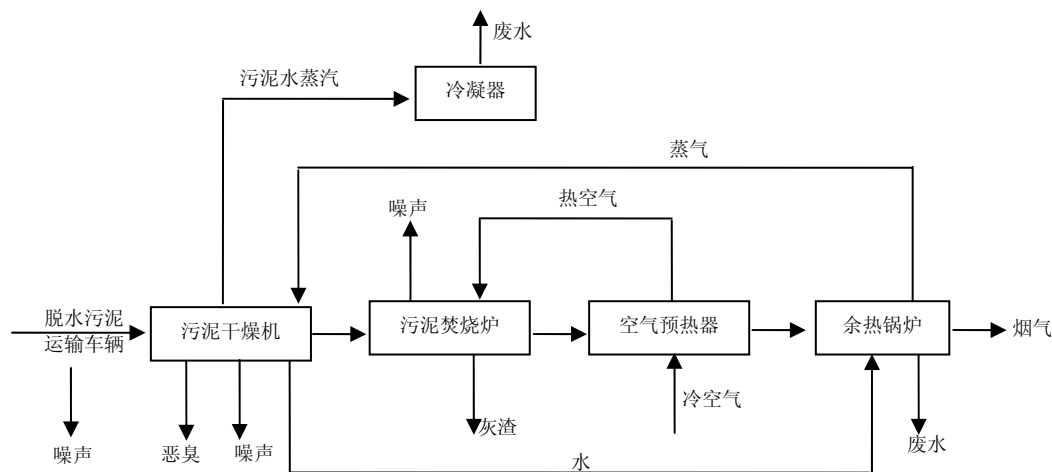 废水
污泥水蒸汽
冷凝器
蒸气
热空气
噪声
脱水污泥
运输车辆
污泥干燥机
污泥焚烧炉
空气预热器
余热锅炉
烟气
冷空气
灰渣
废水
噪声
恶臭
噪声
水